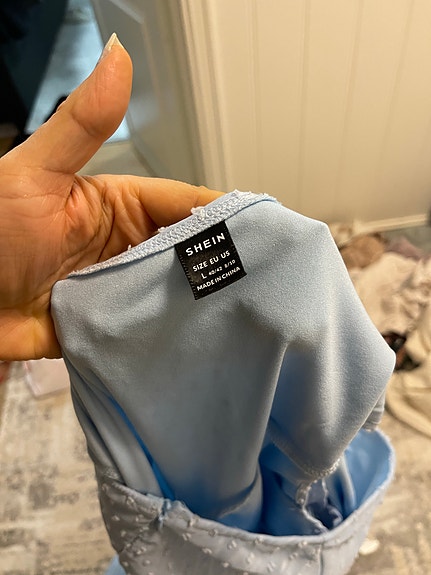 SHEIN
SIZE EU US
L 40/42 8/10
MADE IN CHINA